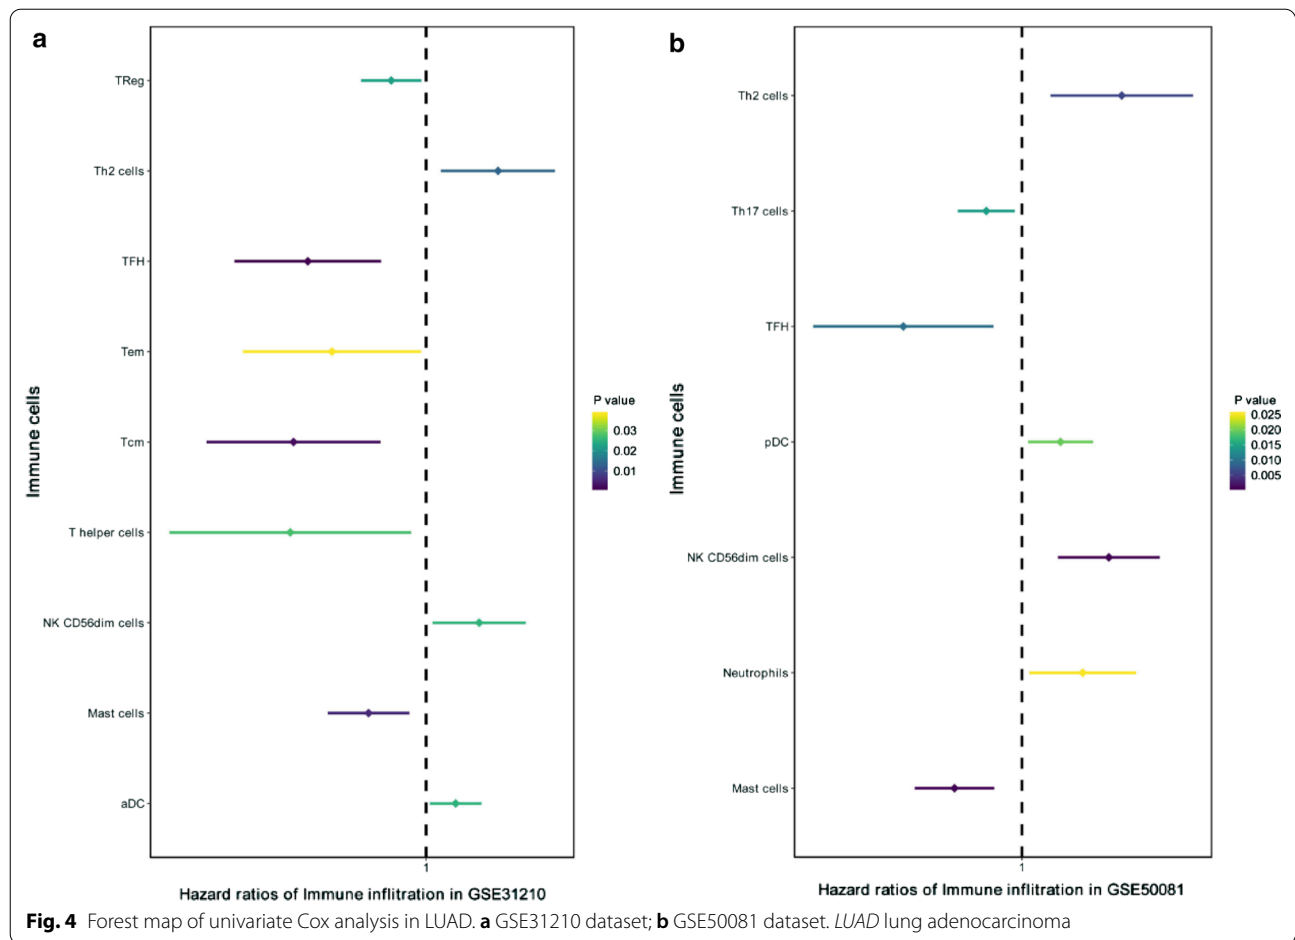 a
TReg
Th2 cells
TFH
Tem
Tcm
T helper cells
NK CD56dim cells
Mast cells
aDC
Immune cells
P value
0.03
0.02
0.01
1
Hazard ratios of Immune inflitration in GSE31210
b
Th2 cells
Th17 cells
TFH
pDC
NK CD56dim cells
Neutrophils
Mast cells
Immune cells
P value
0.025
0.020
0.015
0.010
0.005
1
Hazard ratios of Immune inflitration in GSE50081
Fig. 4 Forest map of univariate Cox analysis in LUAD. a GSE31210 dataset; b GSE50081 dataset. LUAD lung adenocarcinoma